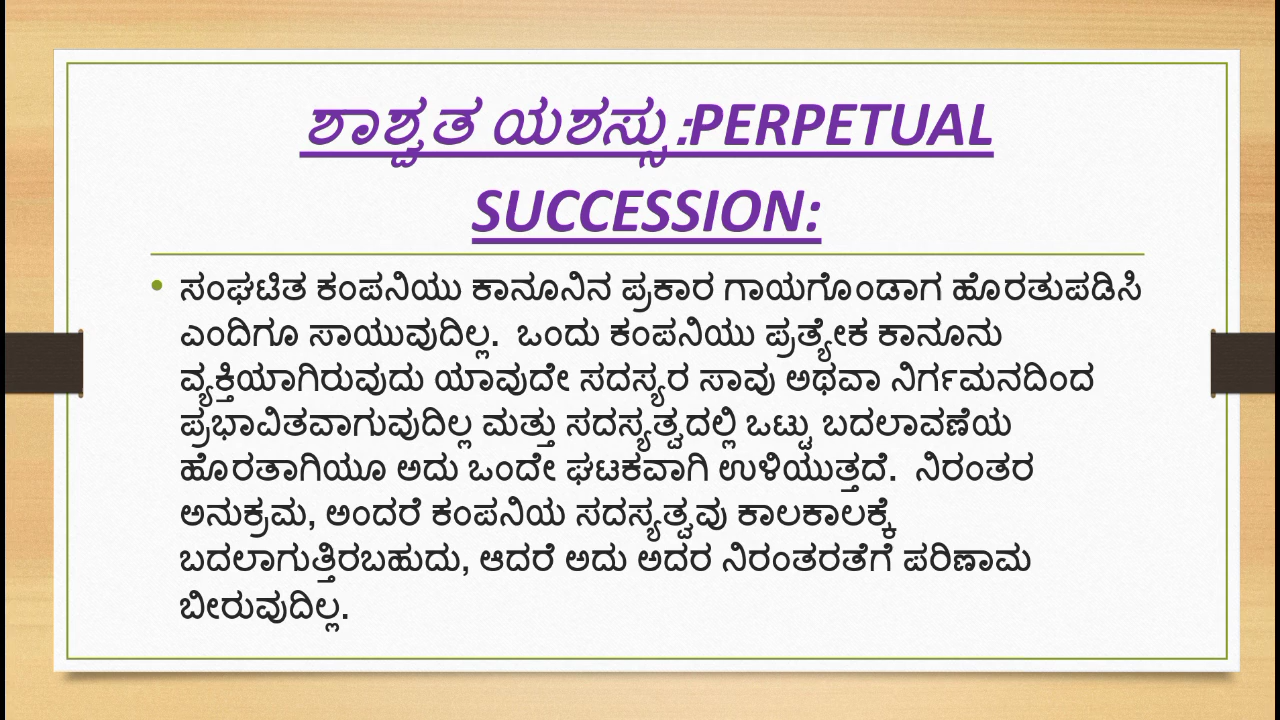 ಶಾಶ್ವತ ಯಶಸ್ಸು:PERPETUAL
SUCCESSION:
• ಸಂಘಟಿತ ಕಂಪನಿಯು ಕಾನೂನಿನ ಪ್ರಕಾರ ಗಾಯಗೊಂಡಾಗ ಹೊರತುಪಡಿಸಿ
ಎಂದಿಗೂ ಸಾಯುವುದಿಲ್ಲ. ಒಂದು ಕಂಪನಿಯು ಪ್ರತ್ಯೇಕ ಕಾನೂನು
ವ್ಯಕ್ತಿಯಾಗಿರುವುದು ಯಾವುದೇ ಸದಸ್ಯರ ಸಾವು ಅಥವಾ ನಿರ್ಗಮನದಿಂದ
ಪ್ರಭಾವಿತವಾಗುವುದಿಲ್ಲ ಮತ್ತು ಸದಸ್ಯತ್ವದಲ್ಲಿ ಒಟ್ಟು ಬದಲಾವಣೆಯ
ಹೊರತಾಗಿಯೂ ಅದು ಒಂದೇ ಘಟಕವಾಗಿ ಉಳಿಯುತ್ತದೆ. ನಿರಂತರ
ಅನುಕ್ರಮ, ಅಂದರೆ ಕಂಪನಿಯ ಸದಸ್ಯತ್ವವು ಕಾಲಕಾಲಕ್ಕೆ
ಬದಲಾಗುತ್ತಿರಬಹುದು, ಆದರೆ ಅದು ಅದರ ನಿರಂತರತೆಗೆ ಪರಿಣಾಮ
ಬೀರುವುದಿಲ್ಲ.